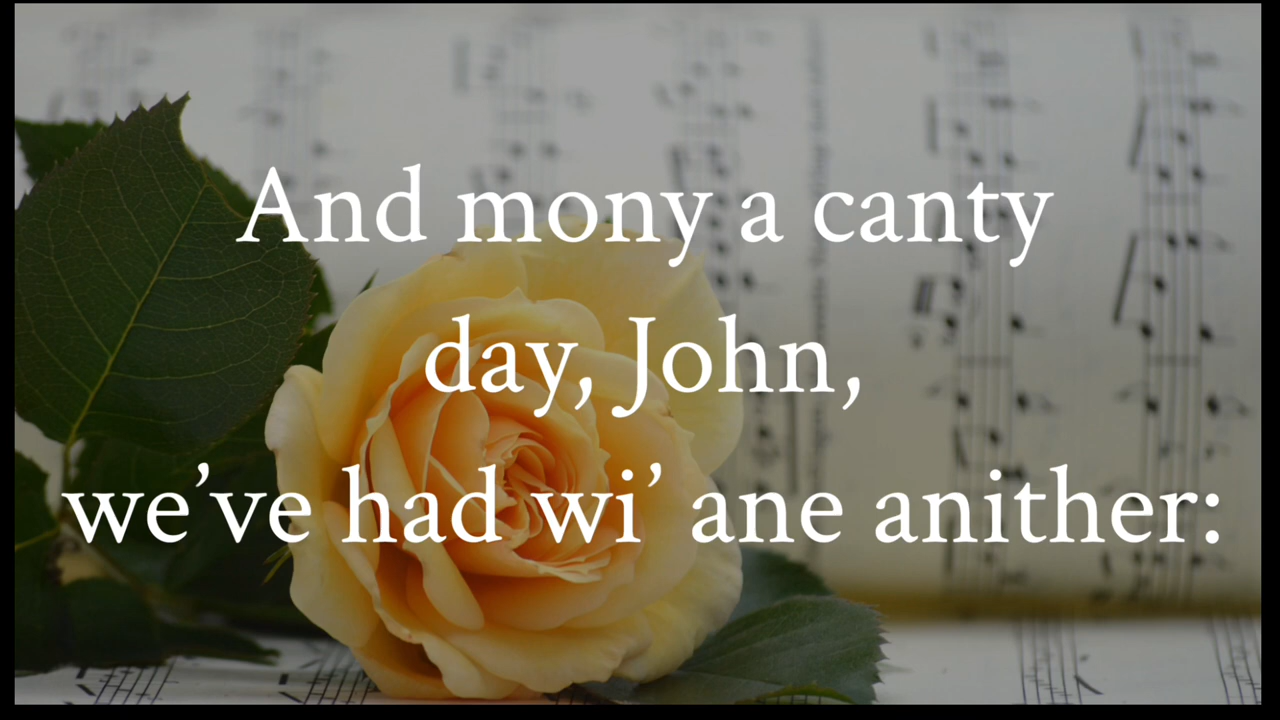 And mony a canty
day, John,
we’ve had wi’ ane anither: